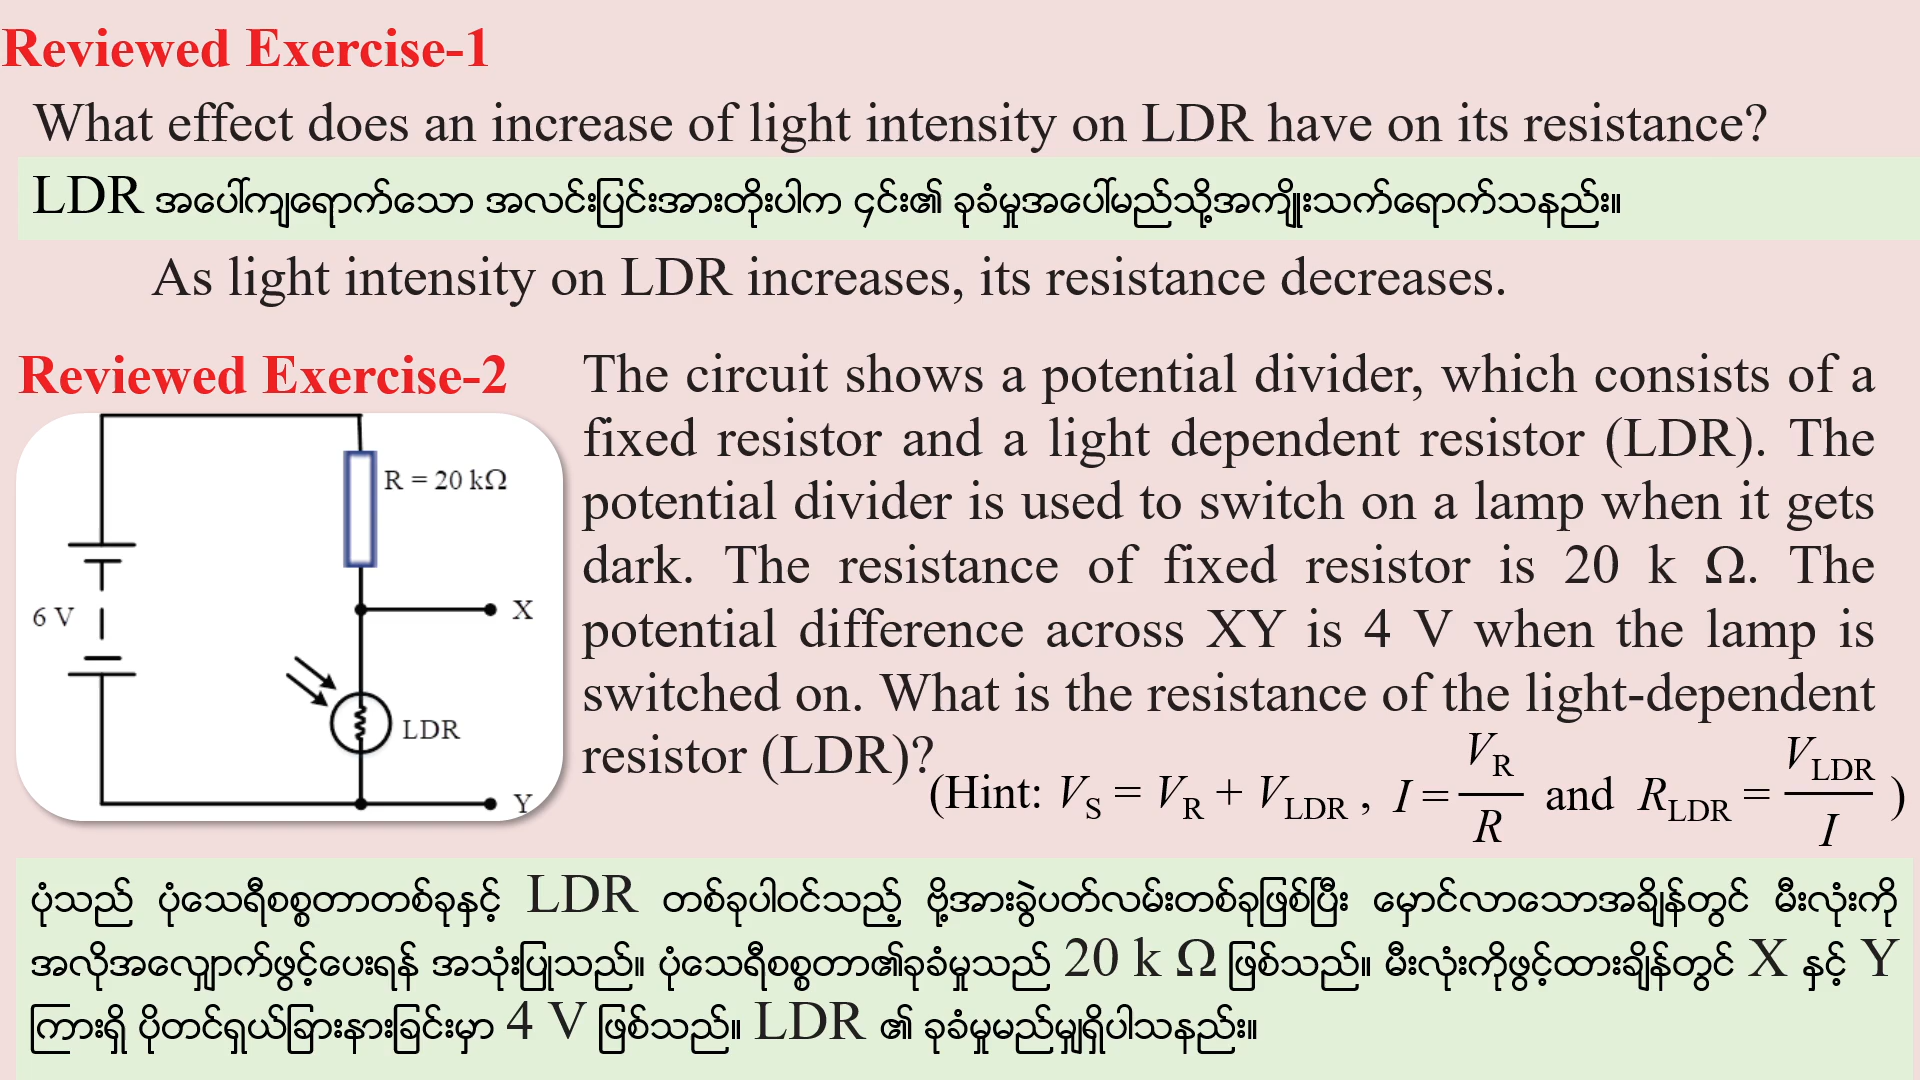 Reviewed Exercise-1
What effect does an increase of light intensity on LDR have on its resistance?
LDR အပေါ်ကျရောက်သော အလင်းပြင်းအားတိုးပါက ၄င်း၏ ခုခံမှုအပေါ်မည်သို့အကျိုးသက်ရောက်သနည်း။
As light intensity on LDR increases, its resistance decreases.
Reviewed Exercise-2
The circuit shows a potential divider, which consists of a
fixed resistor and a light dependent resistor (LDR). The
potential divider is used to switch on a lamp when it gets
dark. The resistance of fixed resistor is 20 k Ω. The
potential difference across XY is 4 V when the lamp is
switched on. What is the resistance of the light-dependent
resistor (LDR)?
(Hint: V_S = V_R + V_LDR , I = V_R / R and R_LDR = V_LDR / I )
R = 20 kΩ
6 V
X
LDR
Y
ပုံသည် ပုံသေရီစစ္စတာတစ်ခုနှင့် LDR တစ်ခုပါဝင်သည့် ဗို့အားခွဲပတ်လမ်းတစ်ခုဖြစ်ပြီး မှောင်လာသောအချိန်တွင် မီးလုံးကို
အလိုအလျှောက်ဖွင့်ပေးရန် အသုံးပြုသည်။ ပုံသေရီစစ္စတာ၏ခုခံမှုသည် 20 k Ω ဖြစ်သည်။ မီးလုံးကိုဖွင့်ထားချိန်တွင် X နှင့် Y
ကြားရှိ ပိုတင်ရှယ်ခြားနားခြင်းမှာ 4 V ဖြစ်သည်။ LDR ၏ ခုခံမှုမည်မျှရှိပါသနည်း။